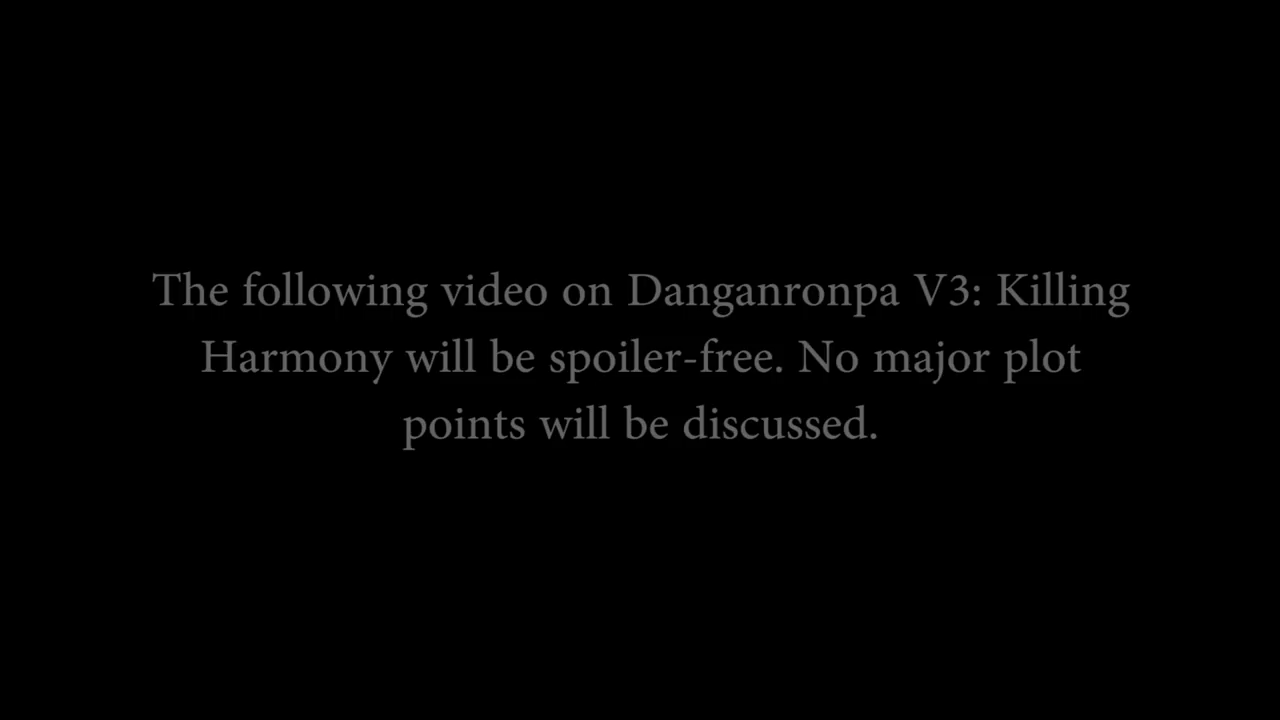 The following video on Danganronpa V3: Killing
Harmony will be spoiler-free. No major plot
points will be discussed.